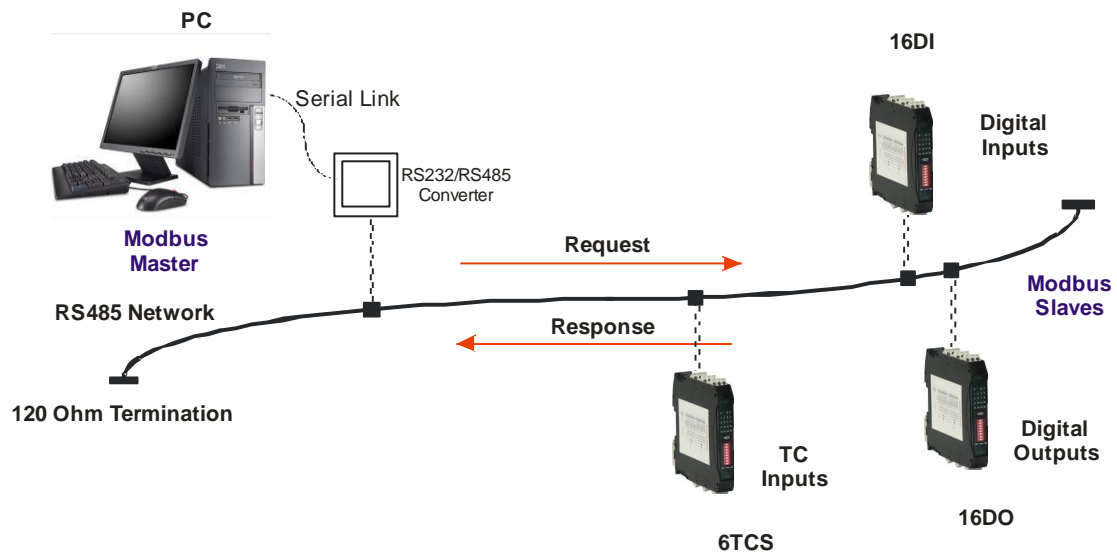 PC
16DI
Serial Link
Digital
Inputs
RS232/RS485
Converter
Modbus
Master
Request
Modbus
Slaves
RS485 Network
Response
120 Ohm Termination
TC
Inputs
Digital
Outputs
16DO
6TCS